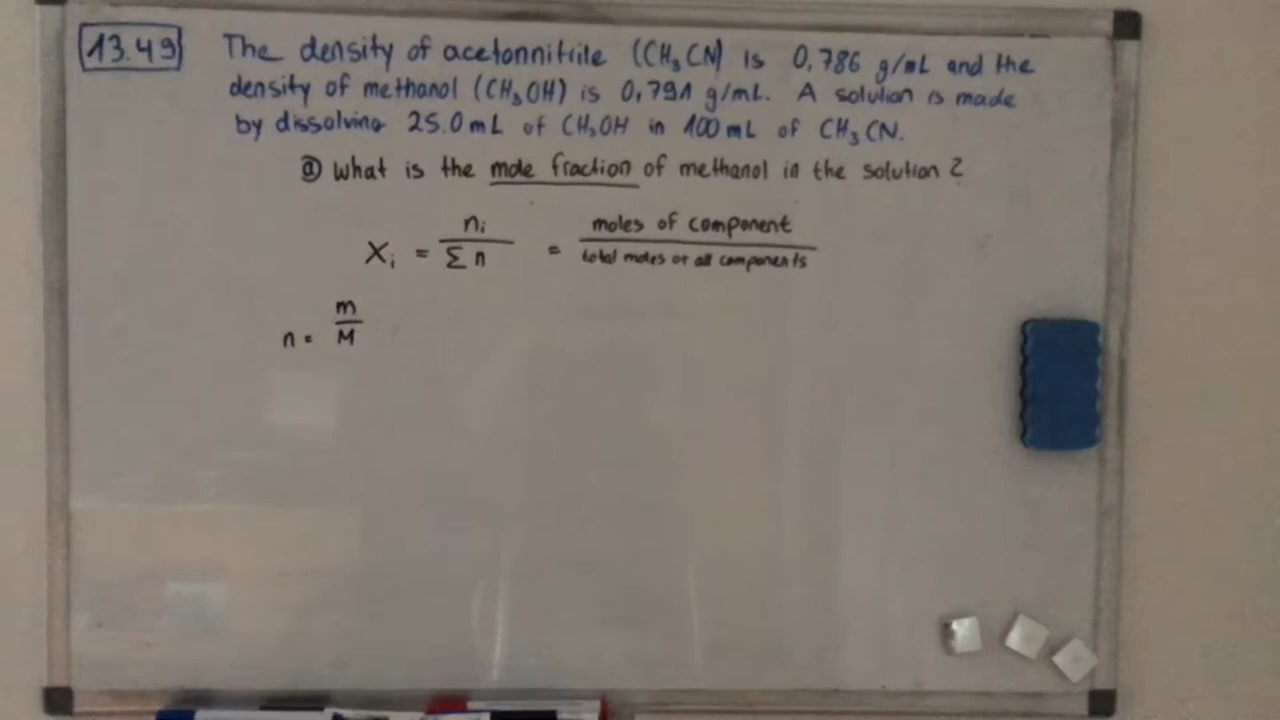 13.49 The density of acetonnitrile (CH₃CN) is 0,786 g/mL and the
density of methanol (CH₃OH) is 0,791 g/mL. A solution is made
by dissolving 25.0 mL of CH₃OH in 100 mL of CH₃CN.
ⓐ What is the mole fraction of methanol in the solution ?
Xᵢ = nᵢ / Σ n = moles of component / total moles of all components
n = m / M